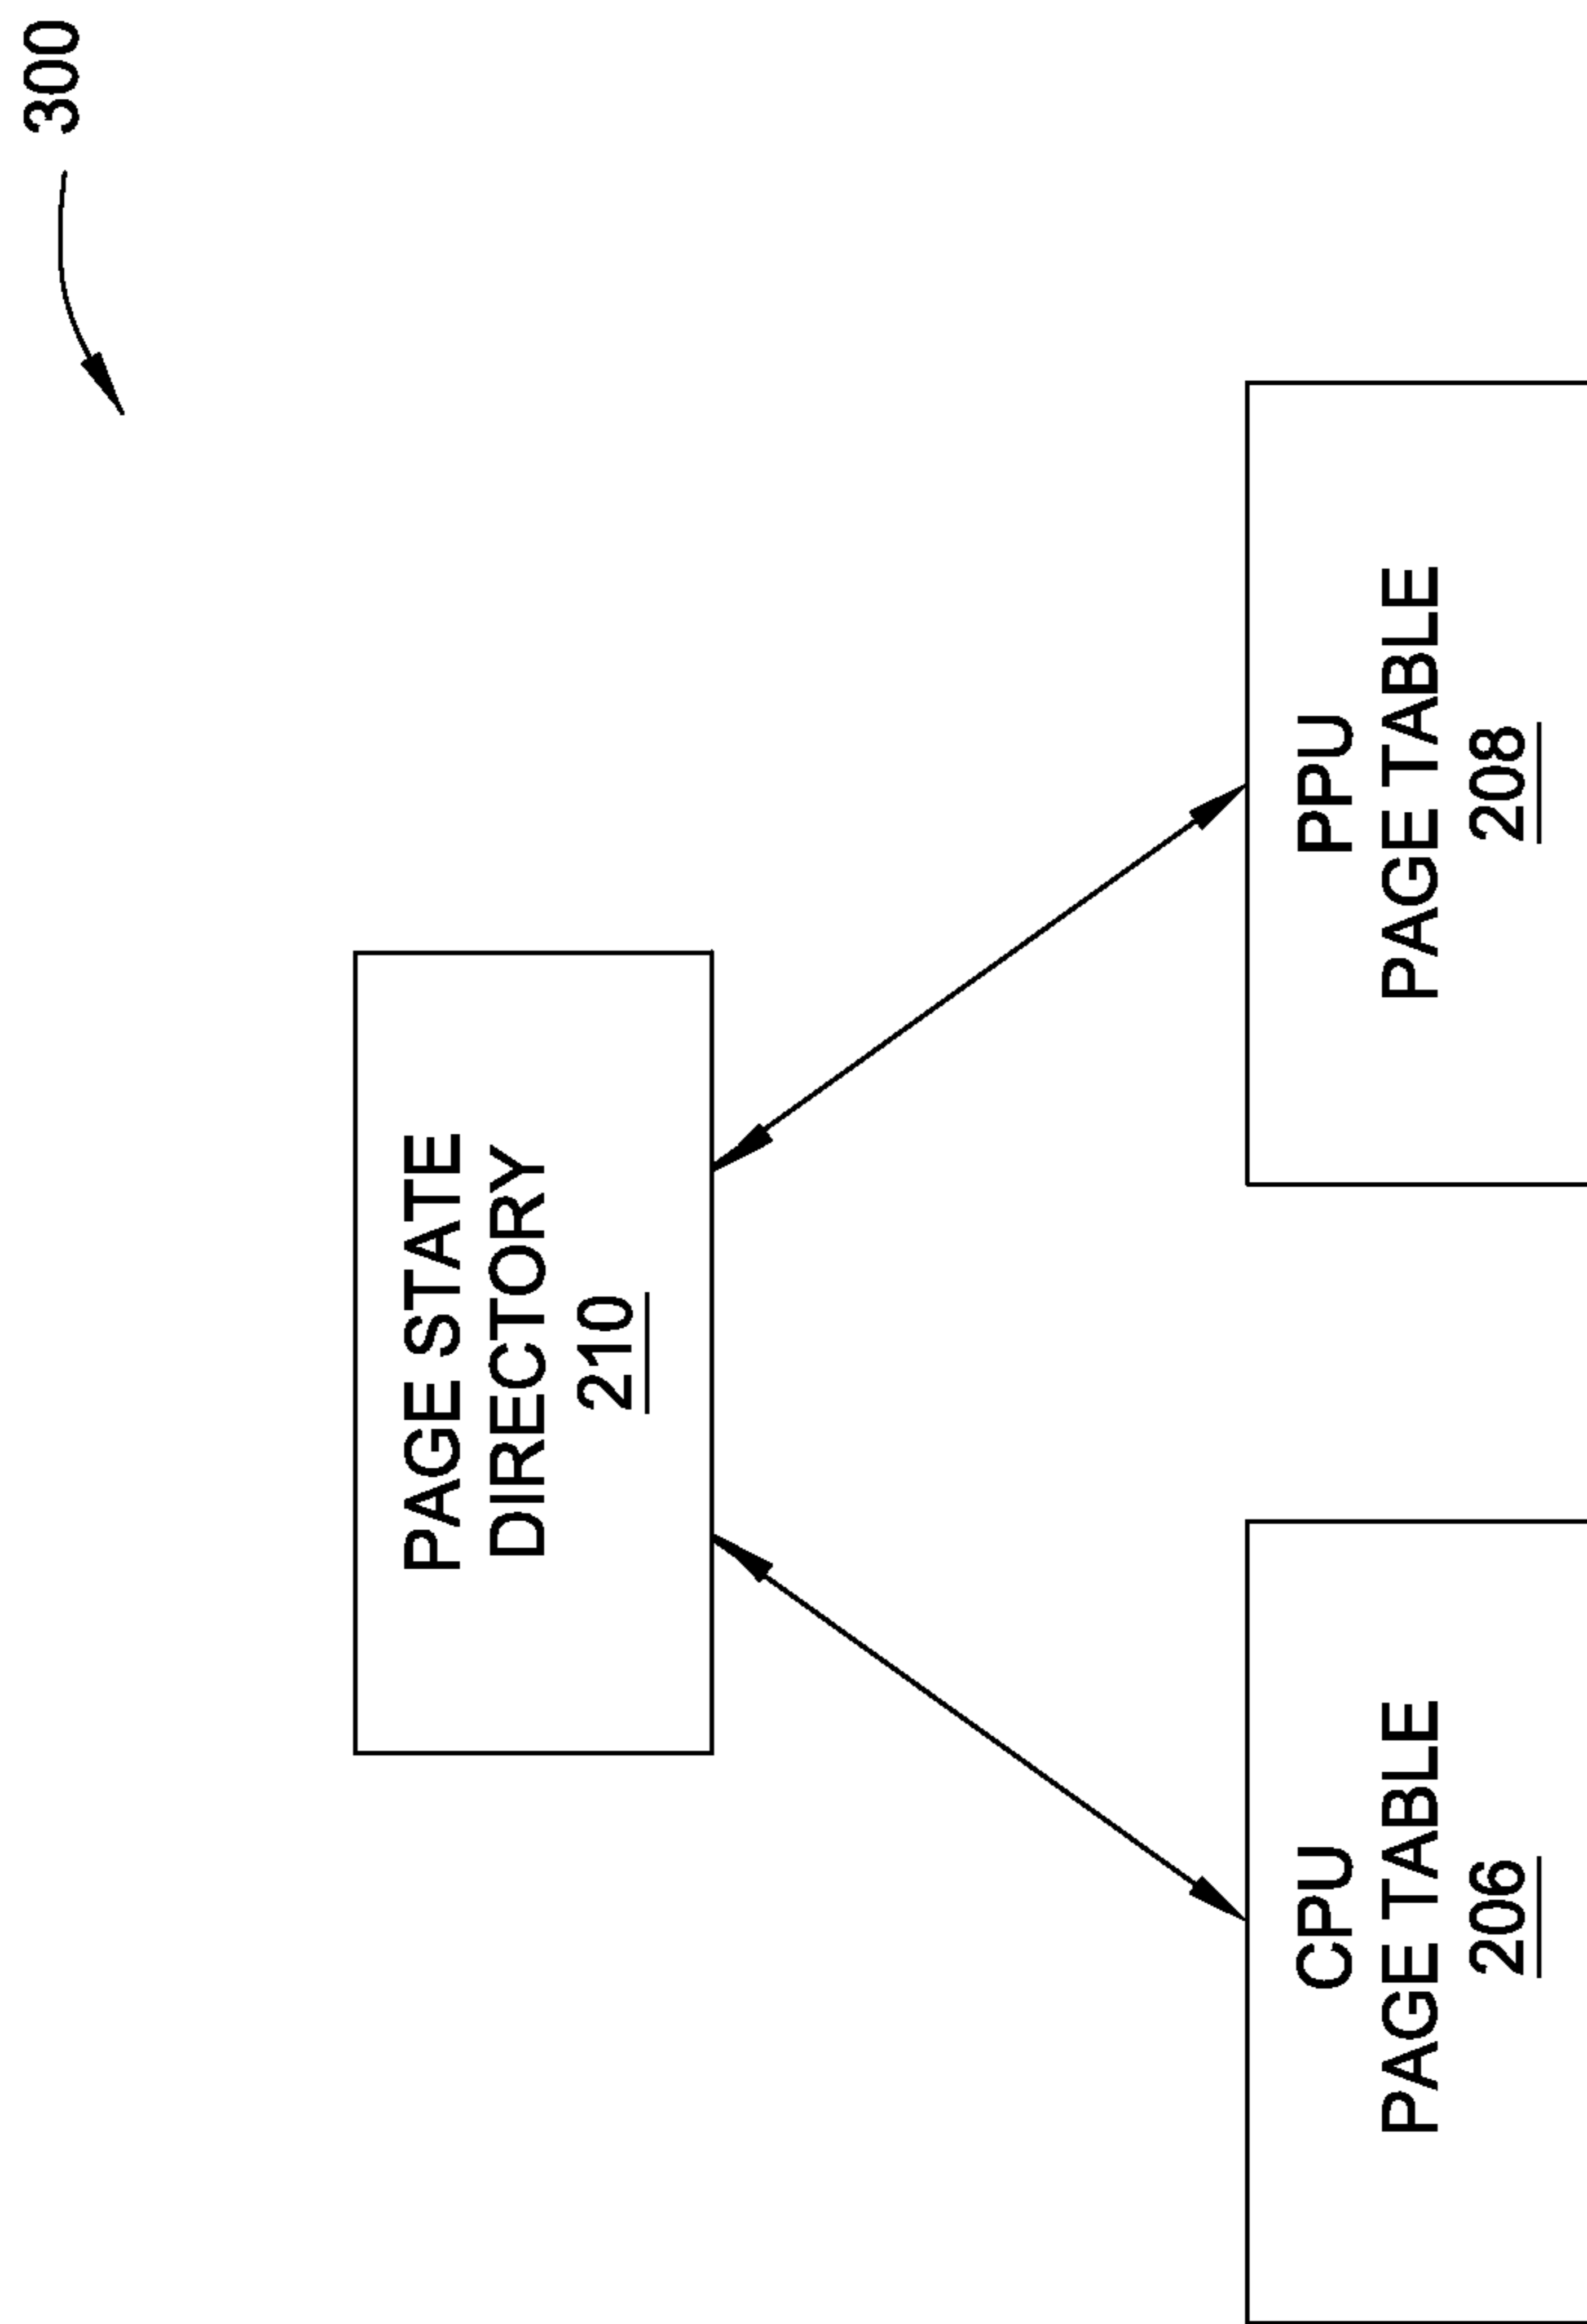 300
PAGE STATE
DIRECTORY
210
CPU
PAGE TABLE
206
PPU
PAGE TABLE
208